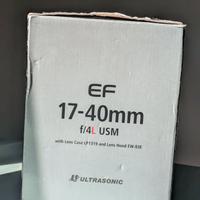 EF
17-40mm
f/4L USM
with Lens Case LP1319 and Lens Hood EW-83E
ULTRASONIC